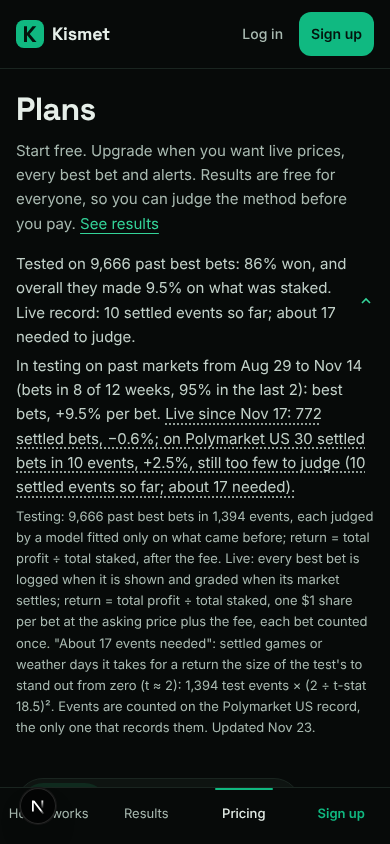 K Kismet
Log in
Sign up
Plans
Start free. Upgrade when you want live prices,
every best bet and alerts. Results are free for
everyone, so you can judge the method before
you pay. See results
Tested on 9,666 past best bets: 86% won, and
overall they made 9.5% on what was staked.
Live record: 10 settled events so far; about 17
needed to judge.
In testing on past markets from Aug 29 to Nov 14
(bets in 8 of 12 weeks, 95% in the last 2): best
bets, +9.5% per bet. Live since Nov 17: 772
settled bets, −0.6%; on Polymarket US 30 settled
bets in 10 events, +2.5%, still too few to judge (10
settled events so far; about 17 needed).
Testing: 9,666 past best bets in 1,394 events, each judged
by a model fitted only on what came before; return = total
profit ÷ total staked, after the fee. Live: every best bet is
logged when it is shown and graded when its market
settles; return = total profit ÷ total staked, one $1 share
per bet at the asking price plus the fee, each bet counted
once. "About 17 events needed": settled games or
weather days it takes for a return the size of the test's to
stand out from zero (t ≈ 2): 1,394 test events × (2 ÷ t-stat
18.5)². Events are counted on the Polymarket US record,
the only one that records them. Updated Nov 23.
N
works
Results
Pricing
Sign up